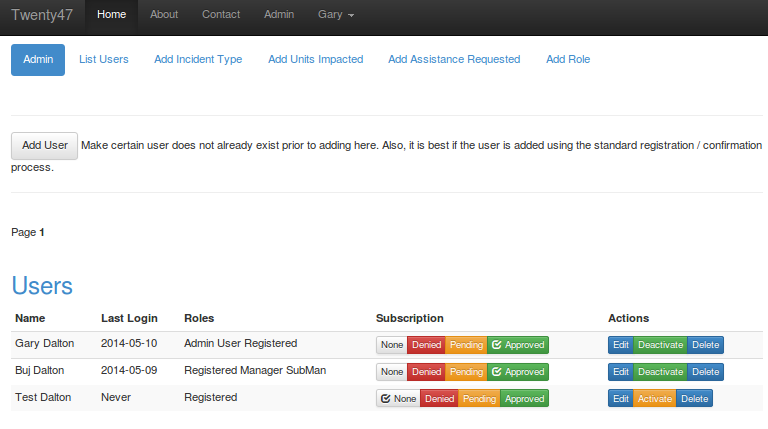 Twenty47 Home About Contact Admin Gary
Admin List Users Add Incident Type Add Units Impacted Add Assistance Requested Add Role
Add User Make certain user does not already exist prior to adding here. Also, it is best if the user is added using the standard registration / confirmation
process.
Page 1
Users
Name Last Login Roles Subscription Actions
Gary Dalton 2014-05-10 Admin User Registered None Denied Pending Approved Edit Deactivate Delete
Buj Dalton 2014-05-09 Registered Manager SubMan None Denied Pending Approved Edit Deactivate Delete
Test Dalton Never Registered None Denied Pending Approved Edit Activate Delete